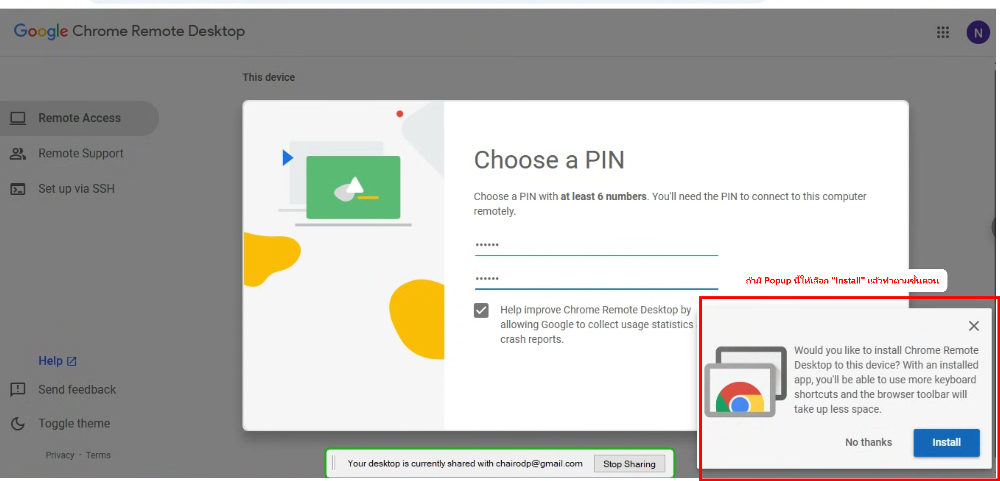 Google Chrome Remote Desktop
N
This device
Remote Access
Remote Support
Set up via SSH
Choose a PIN
Choose a PIN with at least 6 numbers. You'll need the PIN to connect to this computer
remotely.
••••••
••••••
ถ้ามี Popup นี้ให้เลือก "Install" แล้วทำตามขั้นตอน
Help improve Chrome Remote Desktop by
allowing Google to collect usage statistics
crash reports.
Would you like to install Chrome Remote
Desktop to this device? With an installed
app, you'll be able to use more keyboard
shortcuts and the browser toolbar will
take up less space.
No thanks
Install
Help
Send feedback
Toggle theme
Privacy · Terms
Your desktop is currently shared with chairodp@gmail.com
Stop Sharing